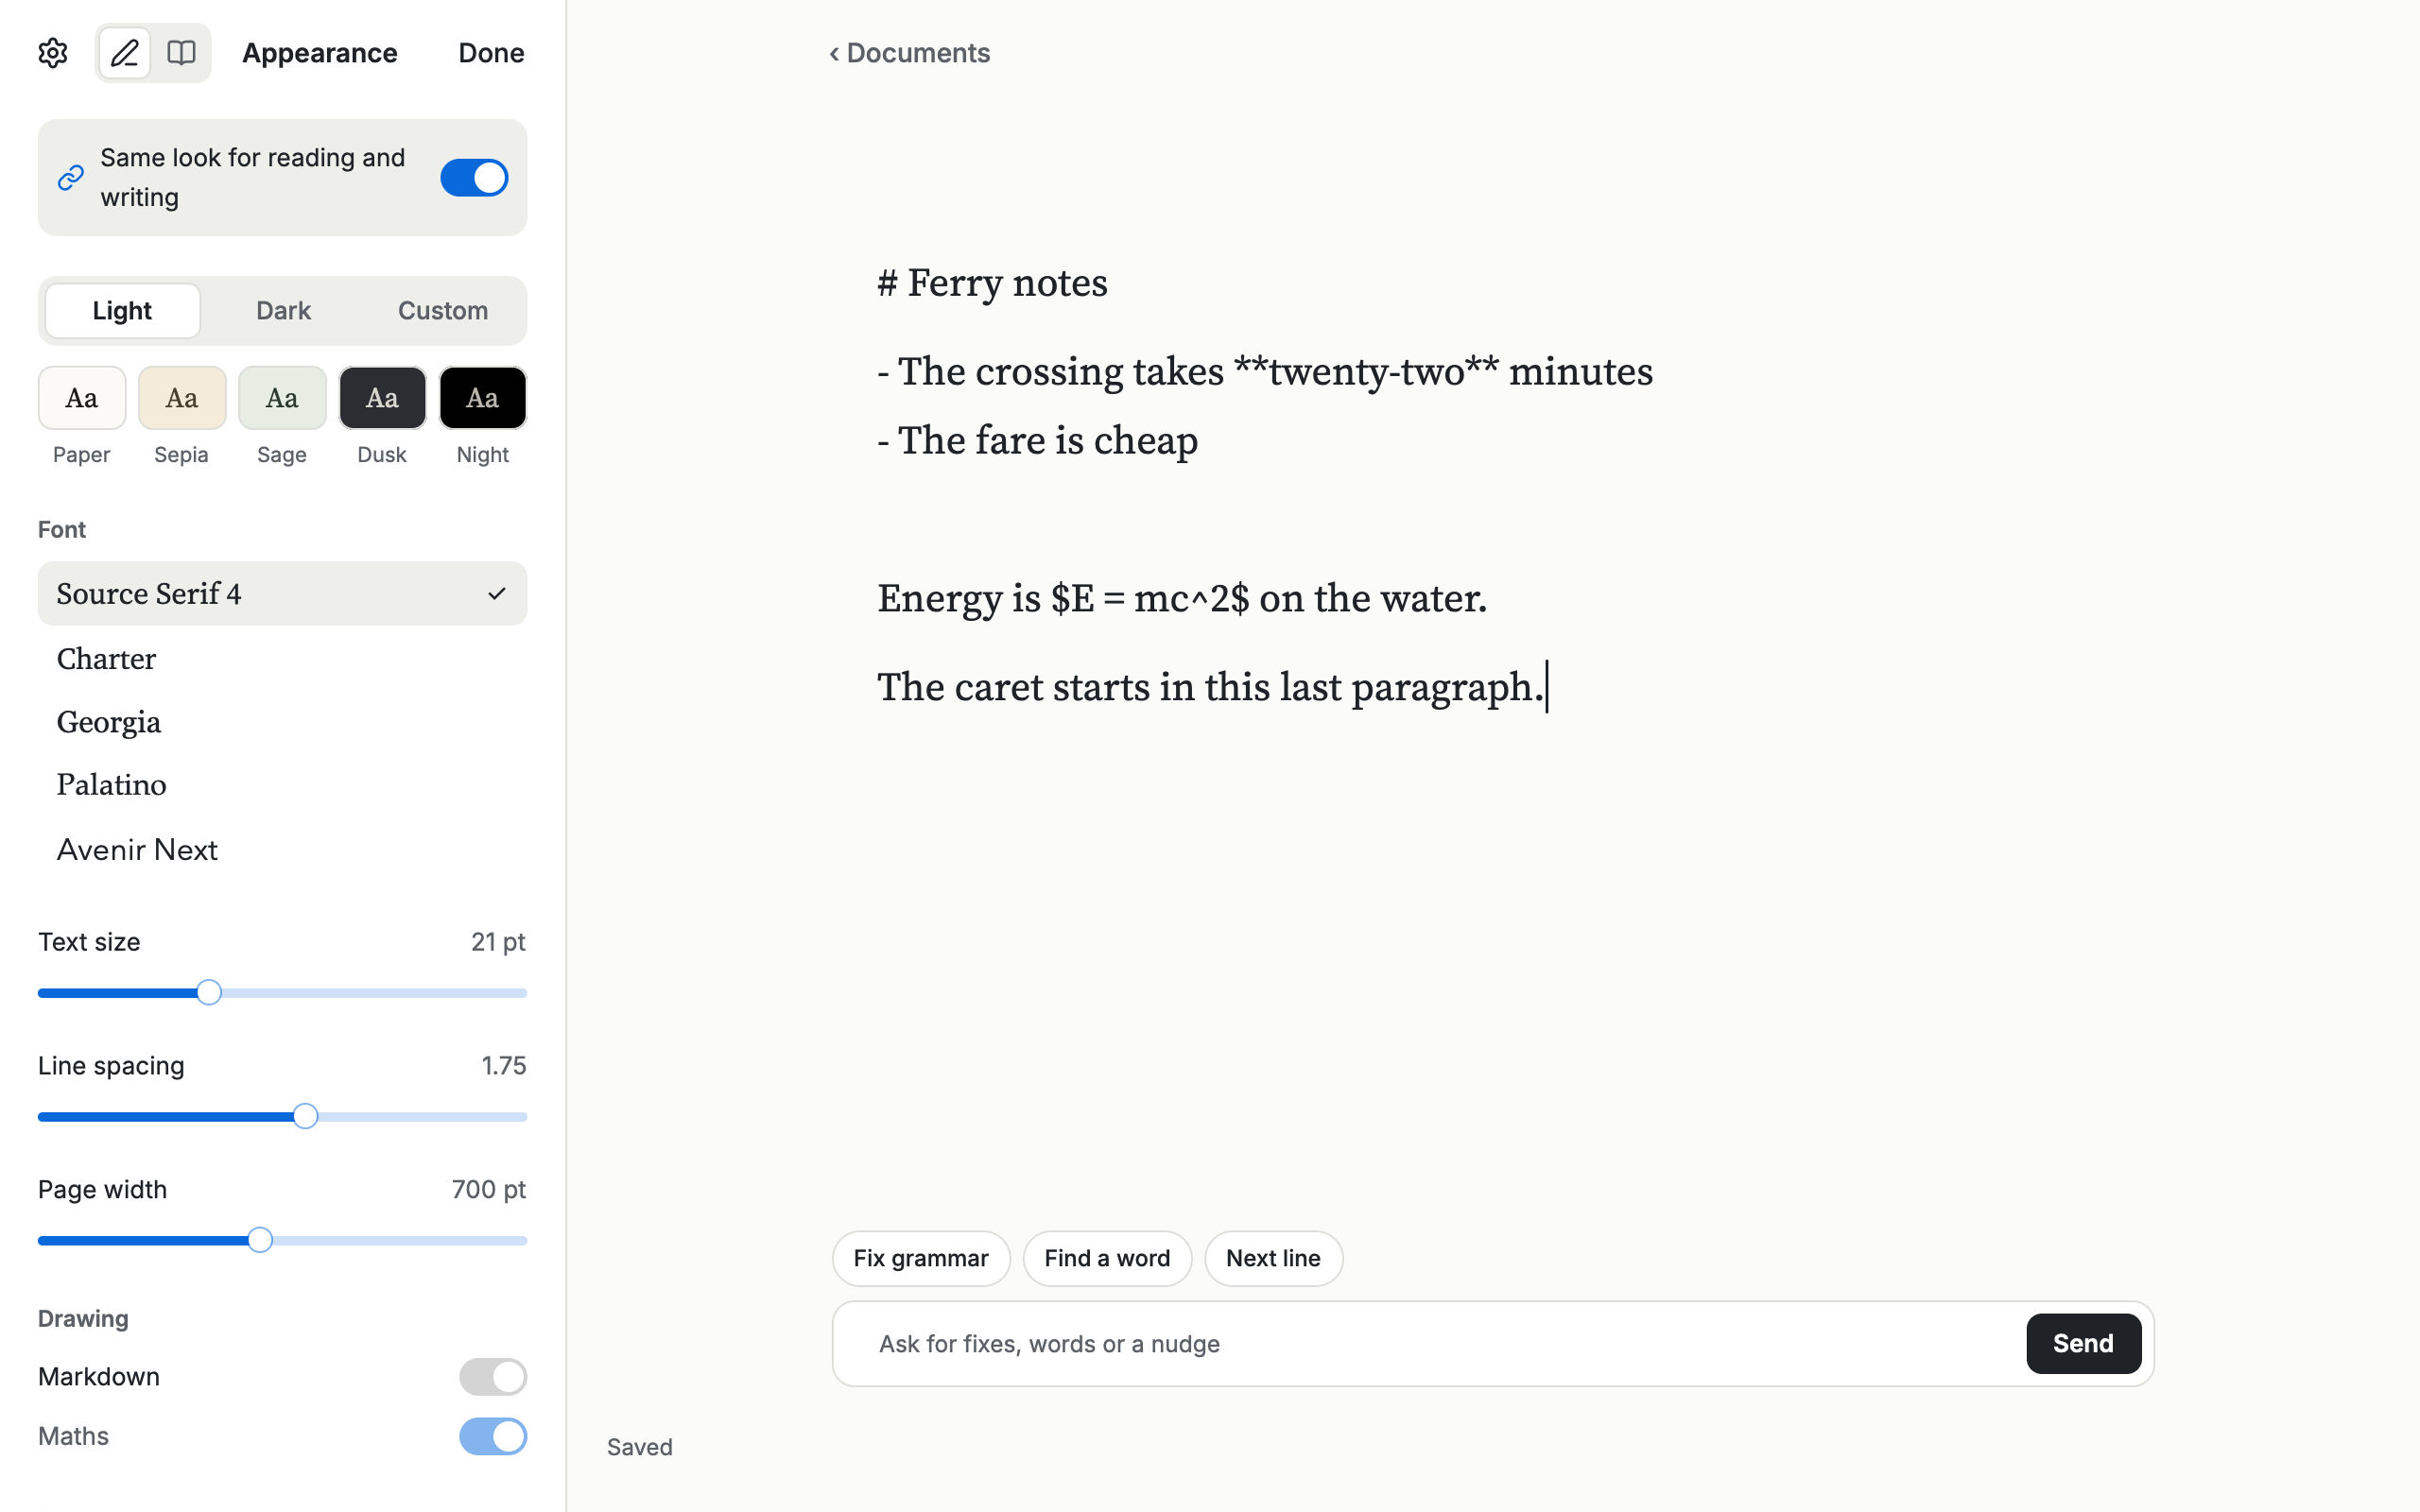 Appearance
Done
Same look for reading and
writing
Light Dark Custom
Aa Aa Aa Aa Aa
Paper Sepia Sage Dusk Night
Font
Source Serif 4
Charter
Georgia
Palatino
Avenir Next
Text size 21 pt
Line spacing 1.75
Page width 700 pt
Drawing
Markdown
Maths
‹ Documents
# Ferry notes
- The crossing takes **twenty-two** minutes
- The fare is cheap
Energy is $E = mc^2$ on the water.
The caret starts in this last paragraph.
Fix grammar Find a word Next line
Ask for fixes, words or a nudge
Send
Saved